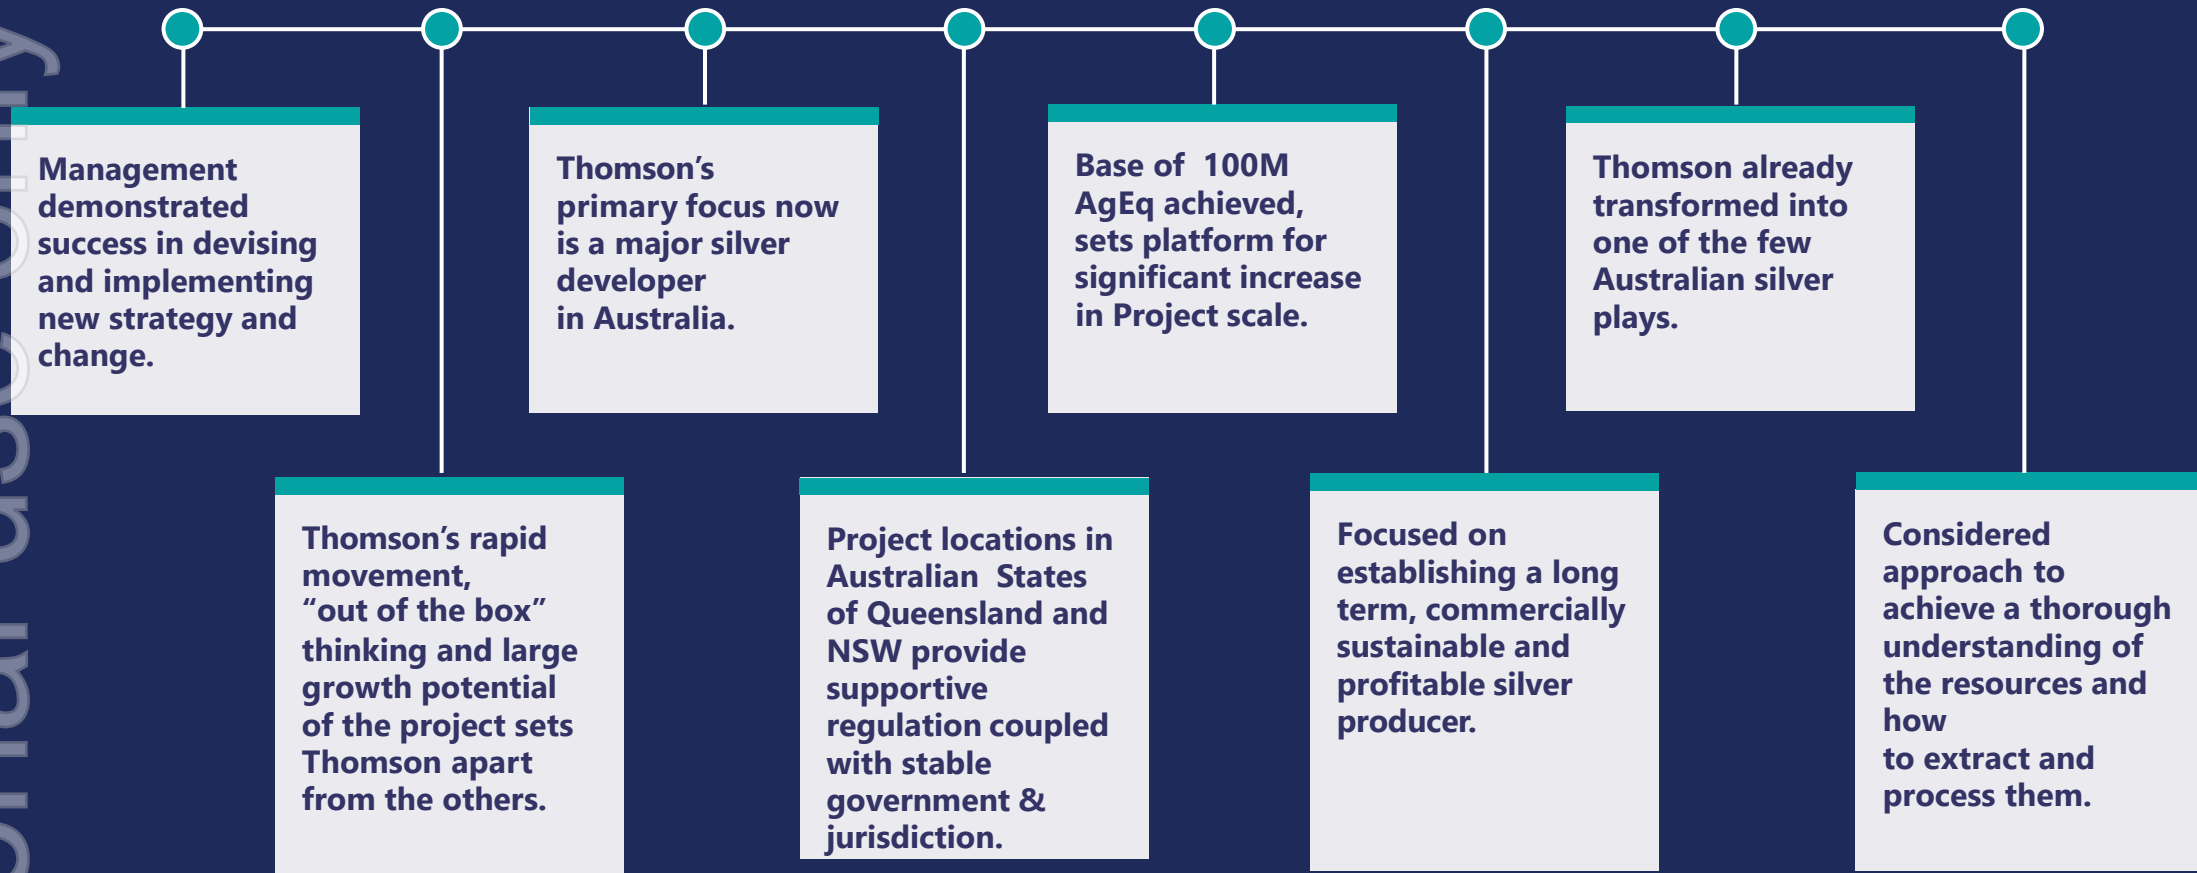 Management
demonstrated
success in devising
and implementing
new strategy and
change.
Thomson’s rapid
movement,
“out of the box”
thinking and large
growth potential
of the project sets
Thomson apart
from the others.
Thomson’s
primary focus now
is a major silver
developer
in Australia.
Project locations in
Australian  States
of Queensland and
NSW provide
supportive
regulation coupled
with stable
government &
jurisdiction.
Base of  100M
AgEq achieved,
sets platform for
significant increase
in Project scale.
Focused on
establishing a long
term, commercially
sustainable and
profitable silver
producer.
Thomson already
transformed into
one of the few
Australian silver
plays.
Considered
approach to
achieve a thorough
understanding of
the resources and
how
to extract and
process them.